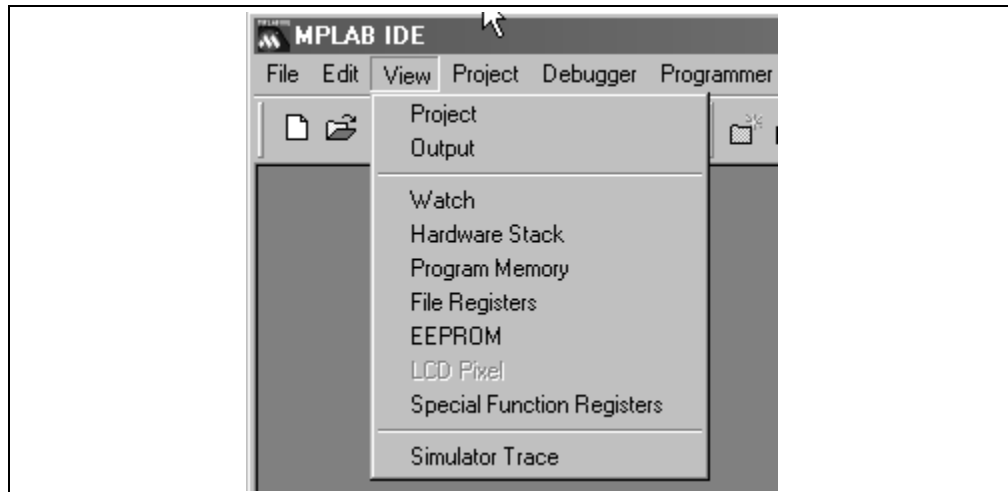 MPLAB IDE
File Edit View Project Debugger Programmer
Project
Output
Watch
Hardware Stack
Program Memory
File Registers
EEPROM
LCD Pixel
Special Function Registers
Simulator Trace